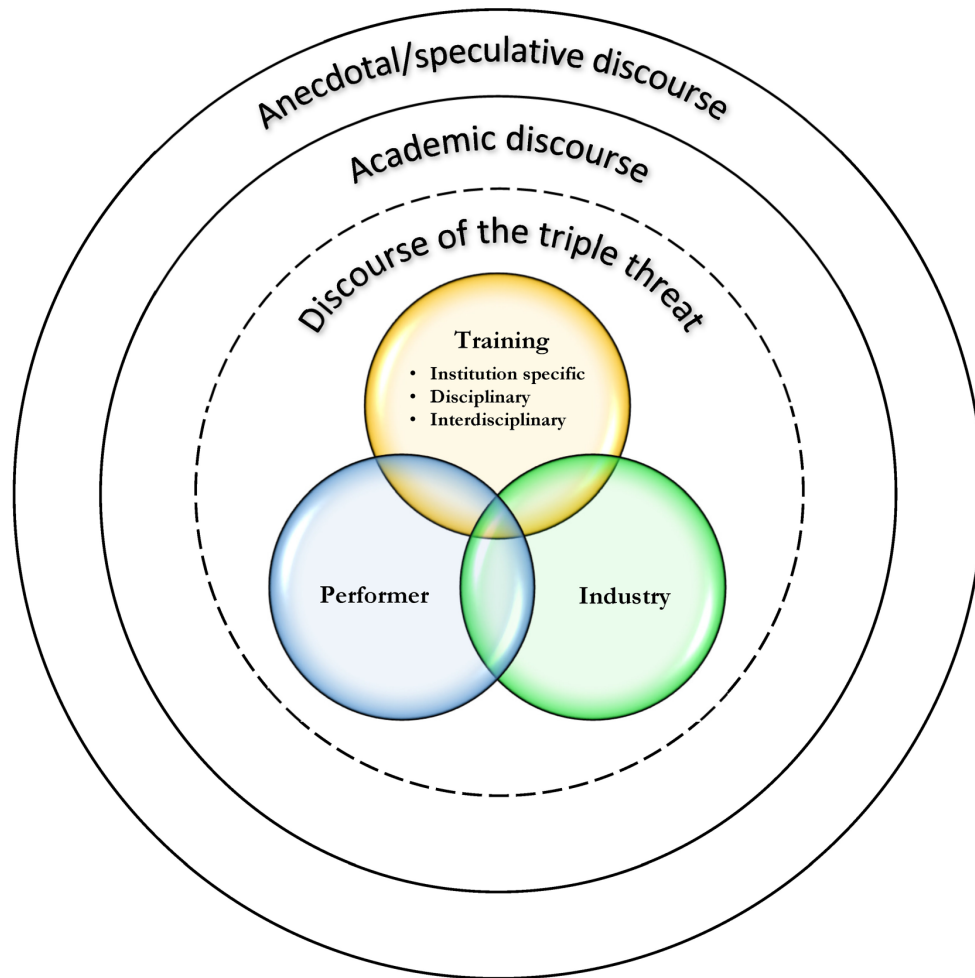 Anecdotal/speculative discourse
Academic discourse
Discourse of the triple threat
Training
• Institution specific
• Disciplinary
• Interdisciplinary
Performer
Industry